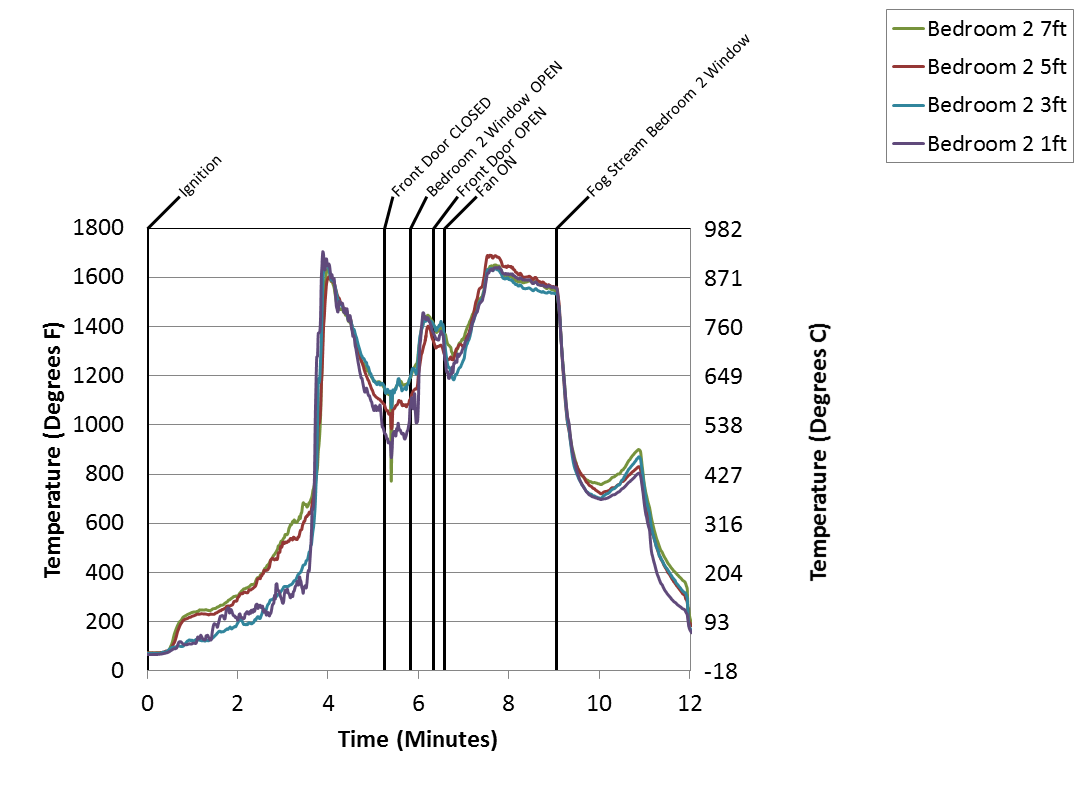 Bedroom 2 7ft
Bedroom 2 5ft
Bedroom 2 3ft
Bedroom 2 1ft
Ignition
Front Door CLOSED
Bedroom 2 Window OPEN
Front Door OPEN
Fan ON
Fog Stream Bedroom 2 Window
Temperature (Degrees F)
1800
1600
1400
1200
1000
800
600
400
200
0
982
871
760
649
538
427
316
204
93
-18
Temperature (Degrees C)
0 2 4 6 8 10 12
Time (Minutes)